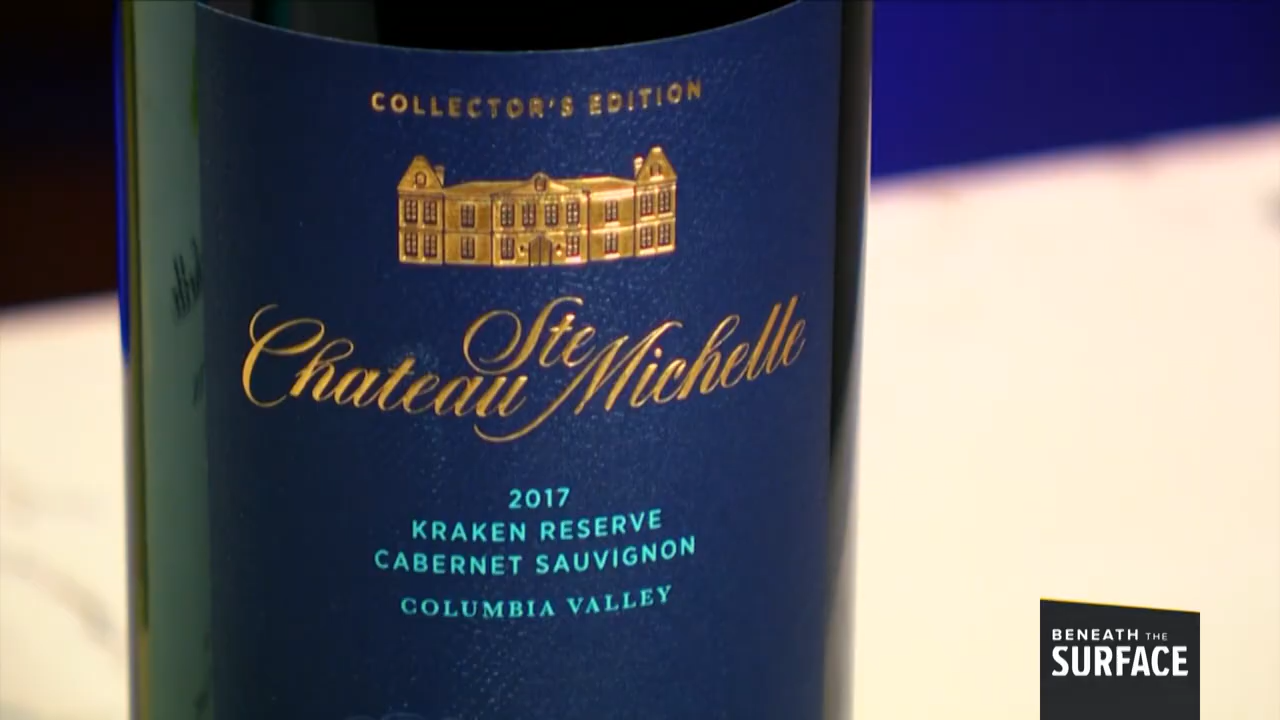 COLLECTOR'S EDITION
Ste
Chateau Michelle
2017
KRAKEN RESERVE
CABERNET SAUVIGNON
COLUMBIA VALLEY
BENEATH THE
SURFACE